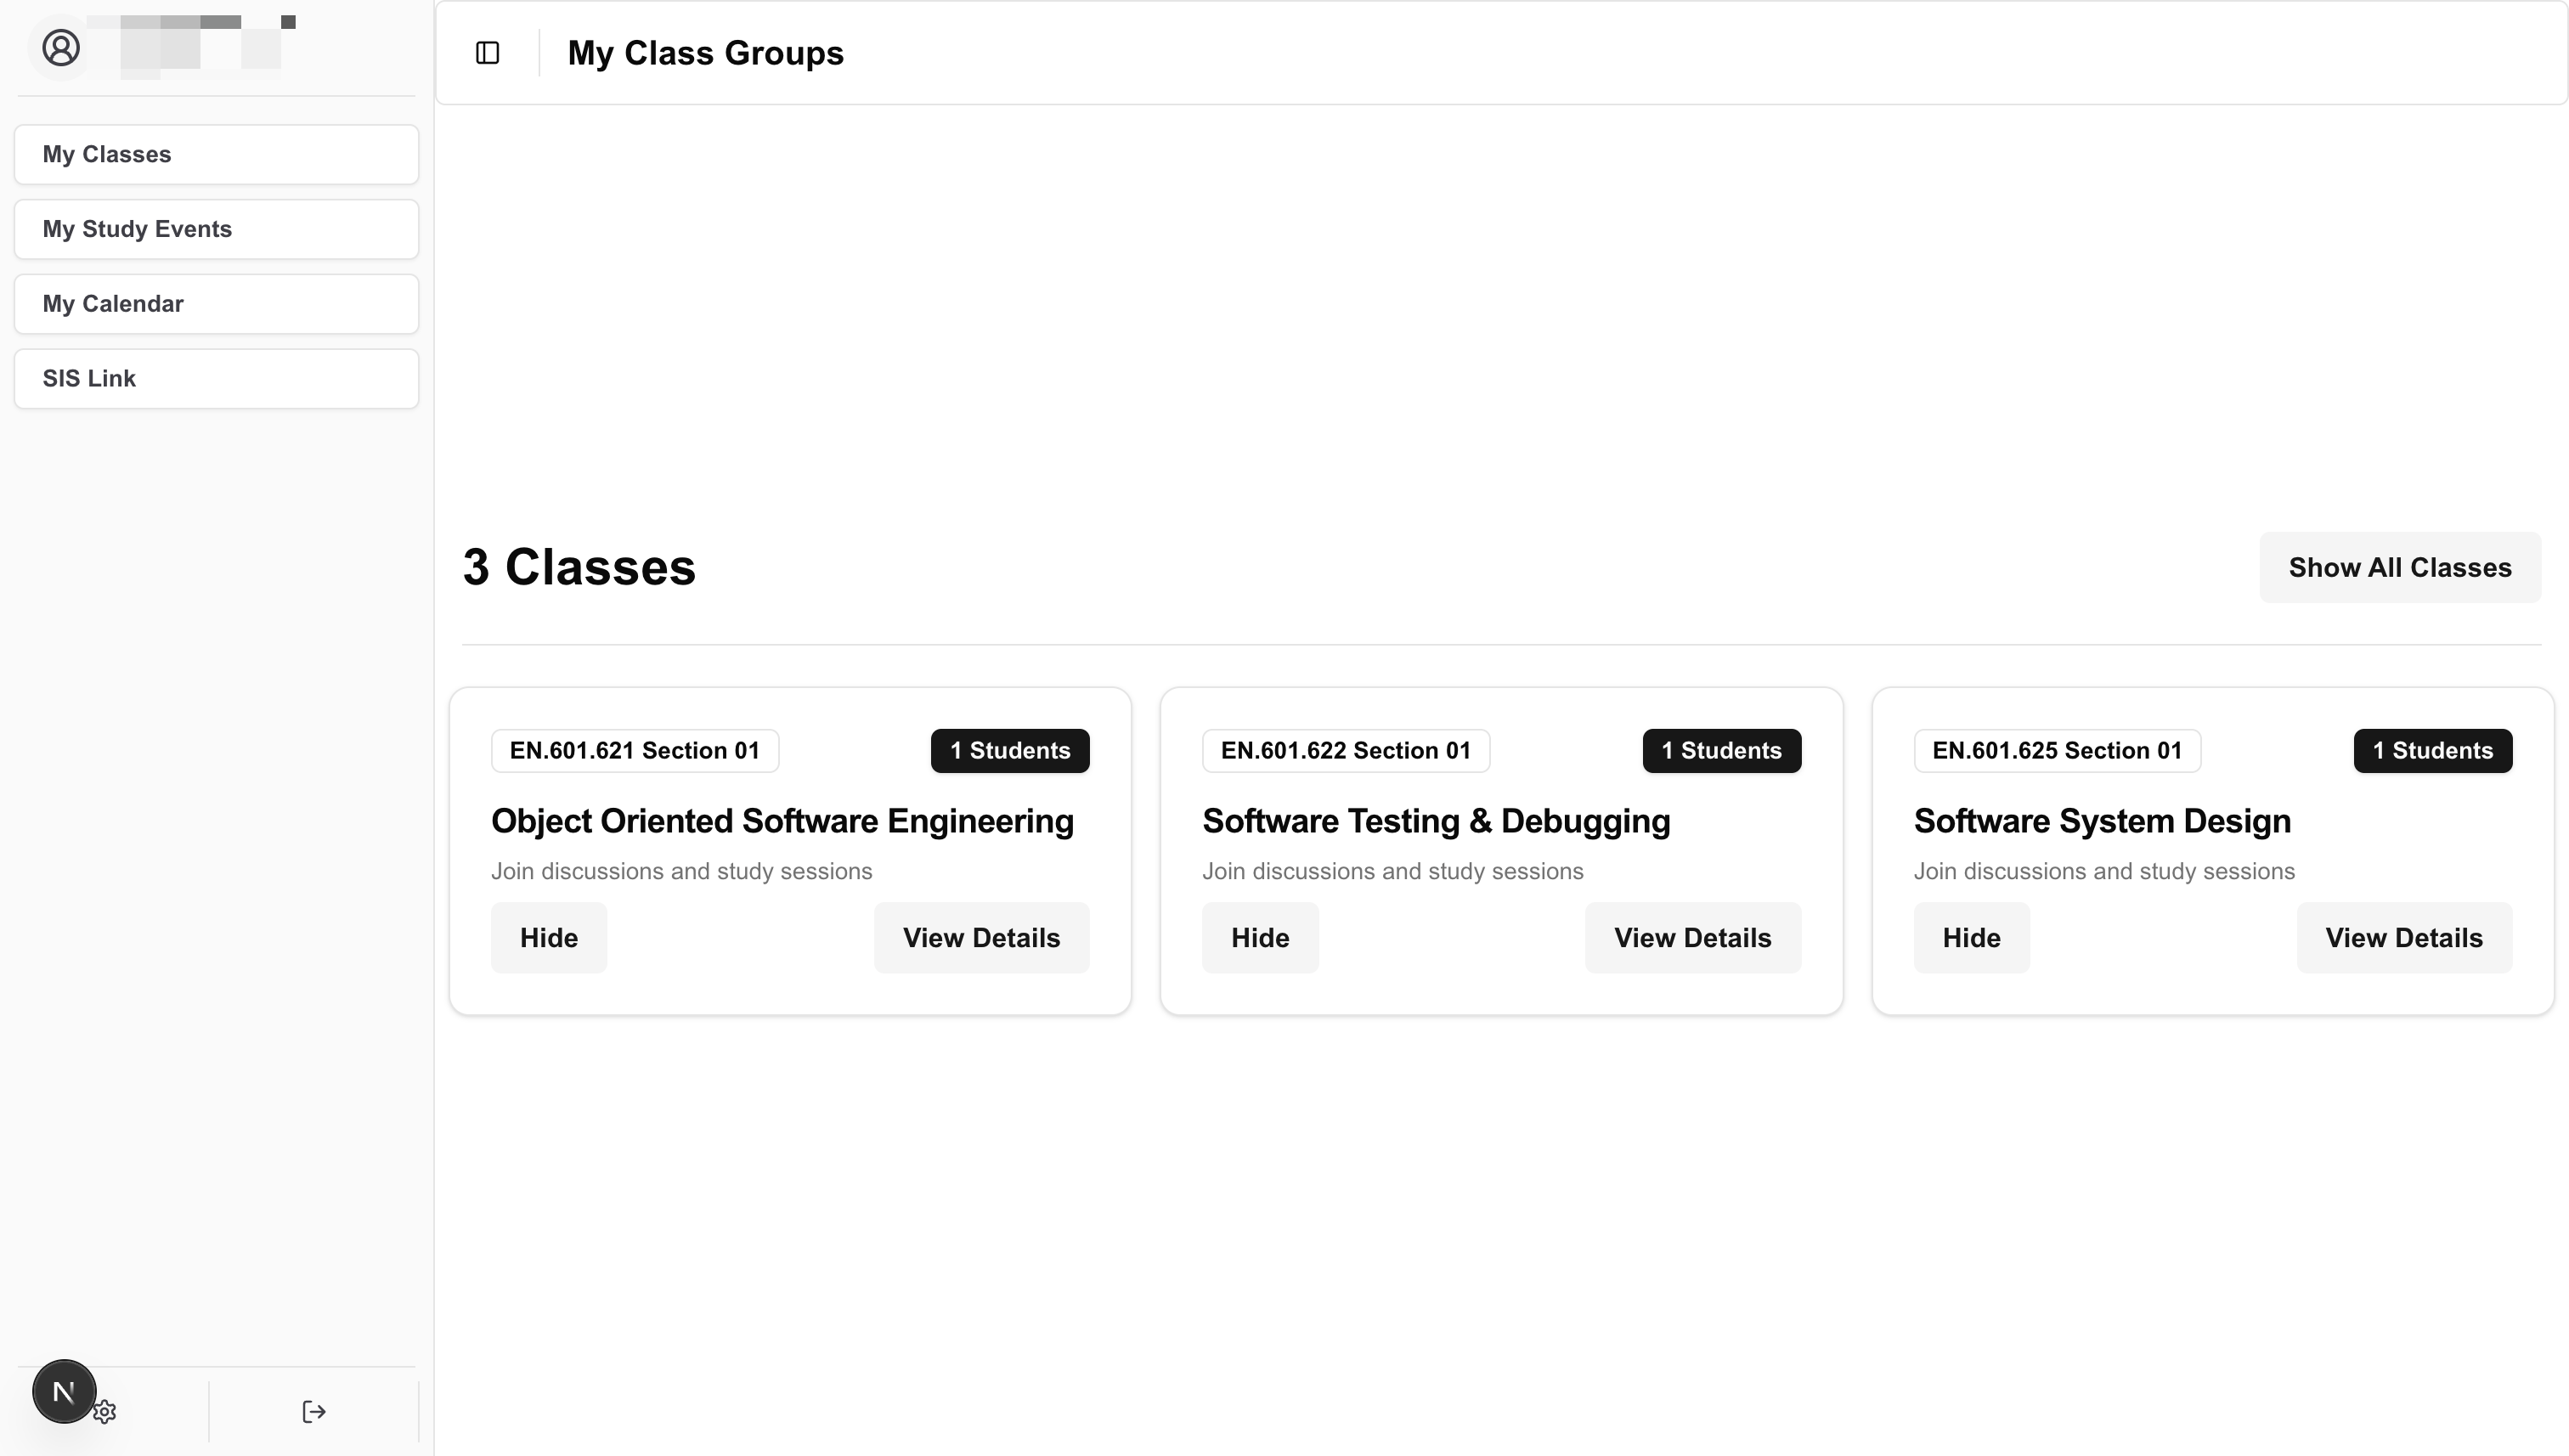 My Classes
My Study Events
My Calendar
SIS Link
N
My Class Groups
3 Classes
Show All Classes
EN.601.621 Section 01
1 Students
Object Oriented Software Engineering
Join discussions and study sessions
Hide
View Details
EN.601.622 Section 01
1 Students
Software Testing & Debugging
Join discussions and study sessions
Hide
View Details
EN.601.625 Section 01
1 Students
Software System Design
Join discussions and study sessions
Hide
View Details